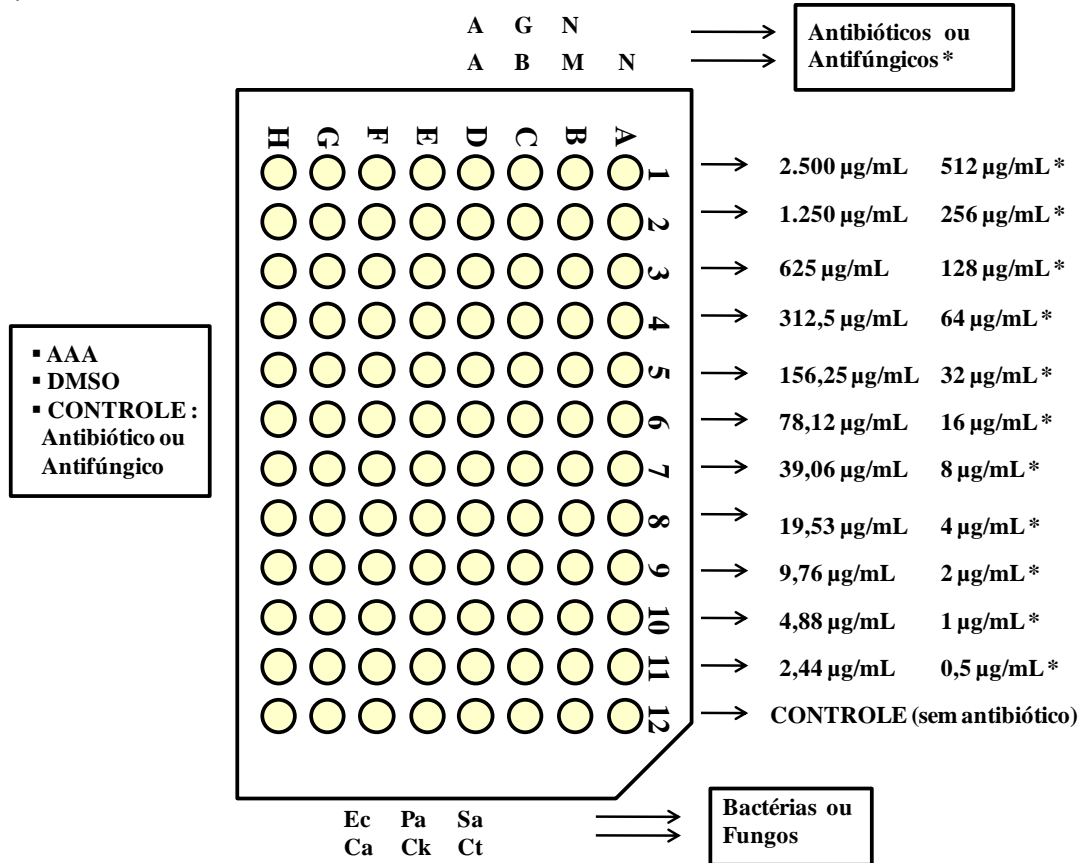 A G N
Antibióticos ou
A B M N
Antifúngicos *
H G F E D C B A
1
2.500 µg/mL 512 µg/mL *
2
1.250 µg/mL 256 µg/mL *
3
625 µg/mL 128 µg/mL *
4
312,5 µg/mL 64 µg/mL *
5
156,25 µg/mL 32 µg/mL *
6
78,12 µg/mL 16 µg/mL *
7
39,06 µg/mL 8 µg/mL *
8
19,53 µg/mL 4 µg/mL *
9
9,76 µg/mL 2 µg/mL *
10
4,88 µg/mL 1 µg/mL *
11
2,44 µg/mL 0,5 µg/mL *
12
CONTROLE (sem antibiótico)
▪ AAA
▪ DMSO
▪ CONTROLE :
Antibiótico ou
Antifúngico
Ec Pa Sa
Ca Ck Ct
Bactérias ou
Fungos